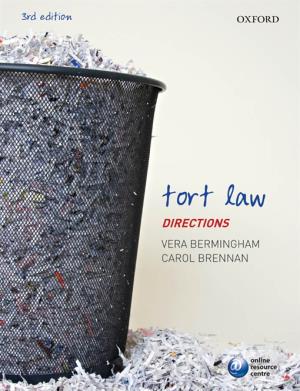 3rd edition
OXFORD
tort law
DIRECTIONS
VERA BERMINGHAM
CAROL BRENNAN
online
resource
centre